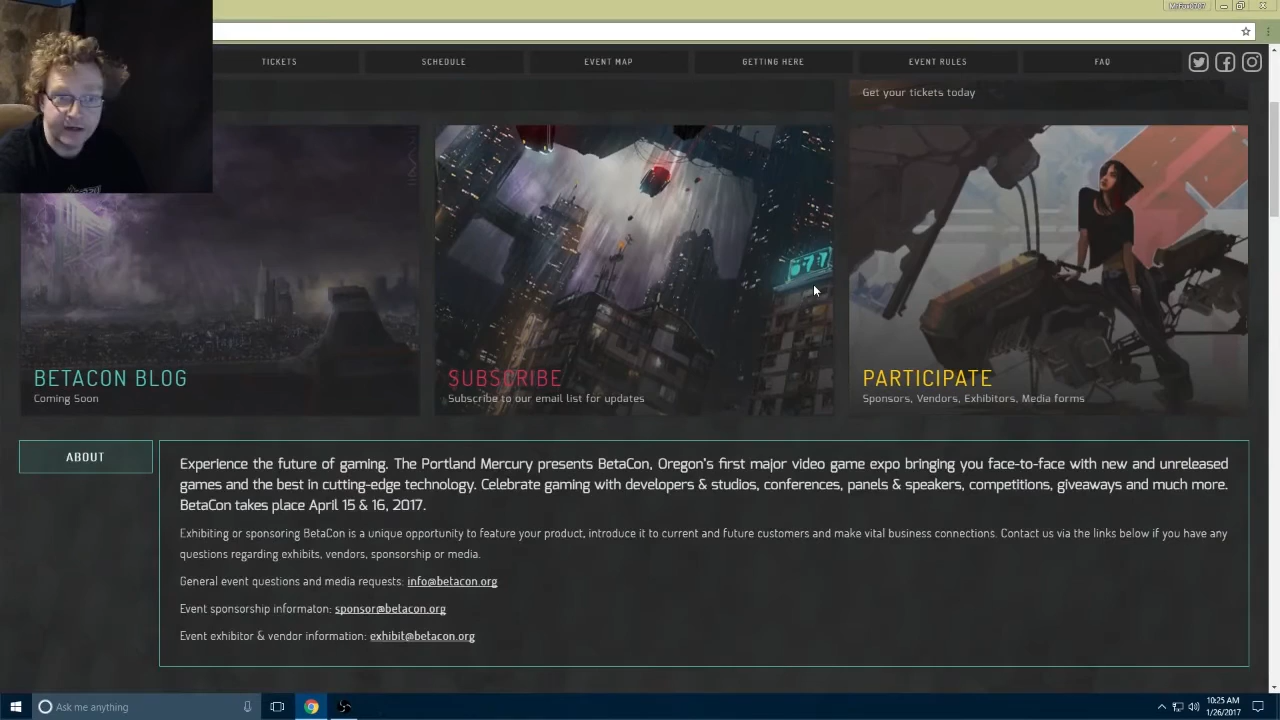 McFixit707
TICKETS
SCHEDULE
EVENT MAP
GETTING HERE
EVENT RULES
FAQ
Get your tickets today
BETACON BLOG
Coming Soon
SUBSCRIBE
Subscribe to our email list for updates
PARTICIPATE
Sponsors, Vendors, Exhibitors, Media forms
ABOUT
Experience the future of gaming. The Portland Mercury presents BetaCon, Oregon's first major video game expo bringing you face-to-face with new and unreleased
games and the best in cutting-edge technology. Celebrate gaming with developers & studios, conferences, panels & speakers, competitions, giveaways and much more.
BetaCon takes place April 15 & 16, 2017.
Exhibiting or sponsoring BetaCon is a unique opportunity to feature your product, introduce it to current and future customers and make vital business connections. Contact us via the links below if you have any
questions regarding exhibits, vendors, sponsorship or media.
General event questions and media requests: info@betacon.org
Event sponsorship informaton: sponsor@betacon.org
Event exhibitor & vendor information: exhibit@betacon.org
Ask me anything
10:25 AM
1/26/2017